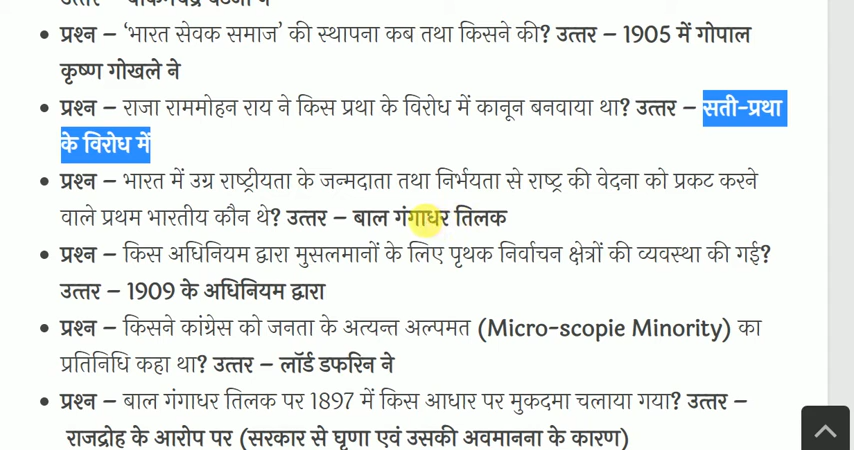 प्रश्न – ‘भारत सेवक समाज’ की स्थापना कब तथा किसने की? उत्तर – 1905 में गोपाल
कृष्ण गोखले ने
प्रश्न – राजा राममोहन राय ने किस प्रथा के विरोध में कानून बनवाया था? उत्तर – सती-प्रथा
के विरोध में
प्रश्न – भारत में उग्र राष्ट्रीयता के जन्मदाता तथा निर्भयता से राष्ट्र की वेदना को प्रकट करने
वाले प्रथम भारतीय कौन थे? उत्तर – बाल गंगाधर तिलक
प्रश्न – किस अधिनियम द्वारा मुसलमानों के लिए पृथक निर्वाचन क्षेत्रों की व्यवस्था की गई?
उत्तर – 1909 के अधिनियम द्वारा
प्रश्न – किसने कांग्रेस को जनता के अत्यन्त अल्पमत (Micro-scopie Minority) का
प्रतिनिधि कहा था? उत्तर – लॉर्ड डफरिन ने
प्रश्न – बाल गंगाधर तिलक पर 1897 में किस आधार पर मुकदमा चलाया गया? उत्तर –
राजद्रोह के आरोप पर (सरकार से घृणा एवं उसकी अवमानना के कारण)